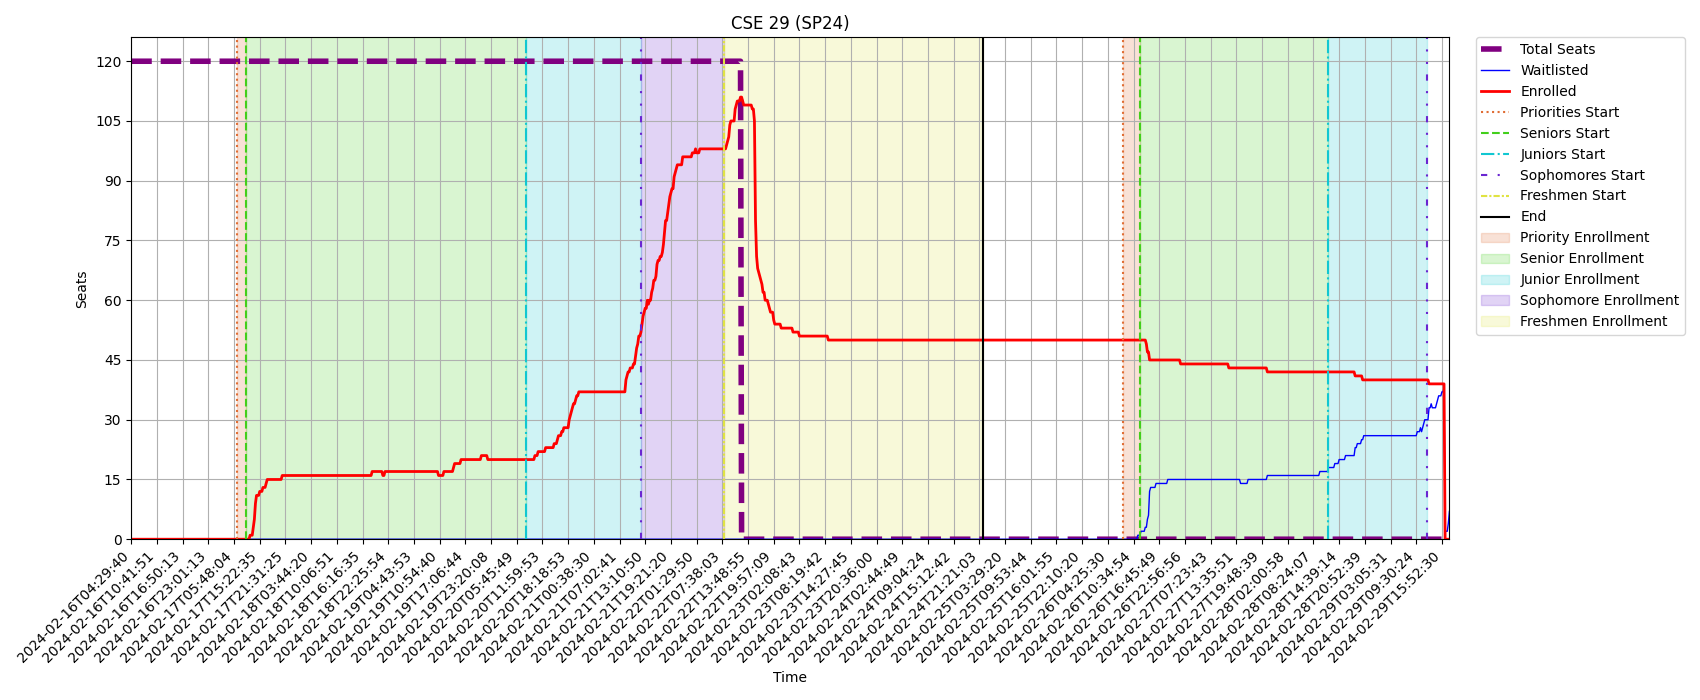 CSE 29 (SP24)
Seats
120
105
90
75
60
45
30
15
0
2024-02-16T04:29:40
2024-02-16T10:41:51
2024-02-16T16:50:13
2024-02-16T23:01:13
2024-02-17T05:48:04
2024-02-17T15:22:35
2024-02-17T21:31:25
2024-02-18T03:44:20
2024-02-18T10:06:51
2024-02-18T16:16:35
2024-02-18T22:25:54
2024-02-19T04:43:53
2024-02-19T10:54:40
2024-02-19T17:06:44
2024-02-19T23:20:08
2024-02-20T05:45:49
2024-02-20T11:59:53
2024-02-20T18:18:53
2024-02-21T00:38:30
2024-02-21T07:02:41
2024-02-21T13:10:50
2024-02-21T19:21:20
2024-02-22T01:29:50
2024-02-22T07:38:03
2024-02-22T13:48:55
2024-02-22T19:57:09
2024-02-23T02:08:43
2024-02-23T08:19:42
2024-02-23T14:27:45
2024-02-23T20:36:00
2024-02-24T02:44:49
2024-02-24T09:04:24
2024-02-24T15:12:42
2024-02-24T21:21:03
2024-02-25T03:29:20
2024-02-25T09:53:44
2024-02-25T16:01:55
2024-02-25T22:10:20
2024-02-26T04:25:30
2024-02-26T10:34:54
2024-02-26T16:45:49
2024-02-26T22:56:56
2024-02-27T07:23:43
2024-02-27T13:35:51
2024-02-27T19:48:39
2024-02-28T02:00:58
2024-02-28T08:24:07
2024-02-28T14:39:14
2024-02-28T20:52:39
2024-02-29T03:05:31
2024-02-29T09:30:24
2024-02-29T15:52:30
Time
Total Seats
Waitlisted
Enrolled
Priorities Start
Seniors Start
Juniors Start
Sophomores Start
Freshmen Start
End
Priority Enrollment
Senior Enrollment
Junior Enrollment
Sophomore Enrollment
Freshmen Enrollment